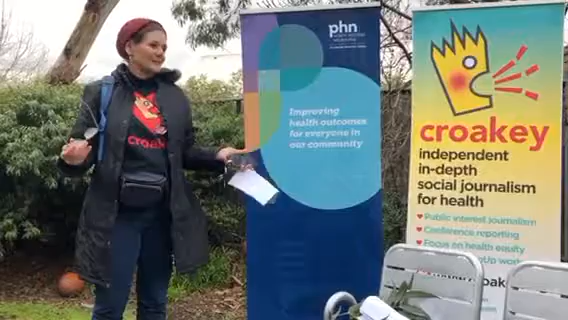 croakey
phn
Improving
health outcomes
for everyone in
our community
croakey
independent
in-depth
social journalism
for health
Public interest journalism
Conference reporting
Focus on health equity
phn